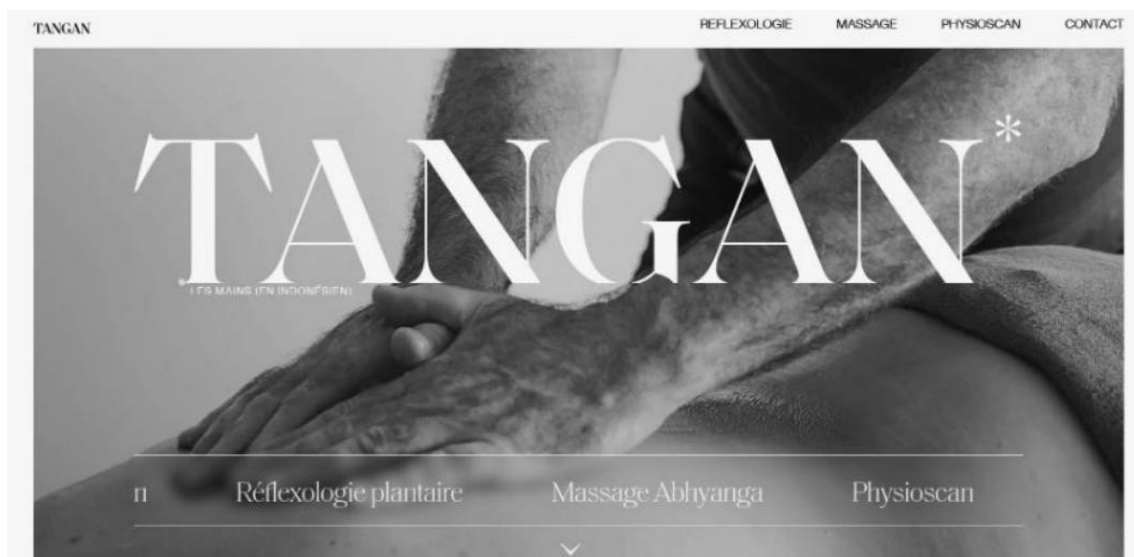 TANGAN
REFLEXOLOGIE MASSAGE PHYSIOSCAN CONTACT
TANGAN*
* LES MAINS (EN INDONÉSIEN)
n Réflexologie plantaire Massage Abhyanga Physioscan